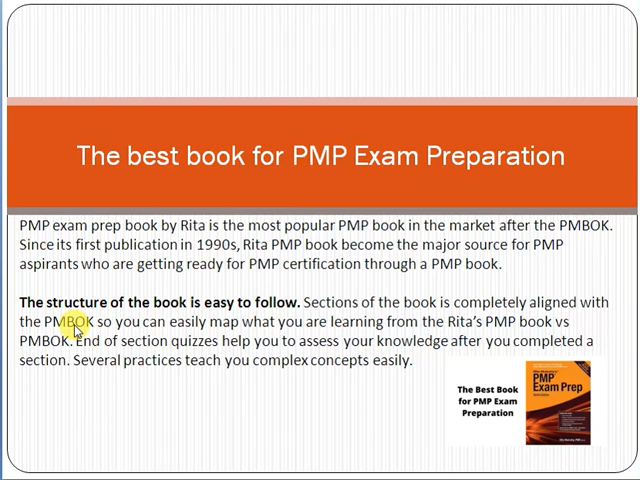 The best book for PMP Exam Preparation
PMP exam prep book by Rita is the most popular PMP book in the market after the PMBOK.
Since its first publication in 1990s, Rita PMP book become the major source for PMP
aspirants who are getting ready for PMP certification through a PMP book.
The structure of the book is easy to follow. Sections of the book is completely aligned with
the PMBOK so you can easily map what you are learning from the Rita’s PMP book vs
PMBOK. End of section quizzes help you to assess your knowledge after you completed a
section. Several practices teach you complex concepts easily.
The Best Book
for PMP Exam
Preparation
PMP
Exam Prep